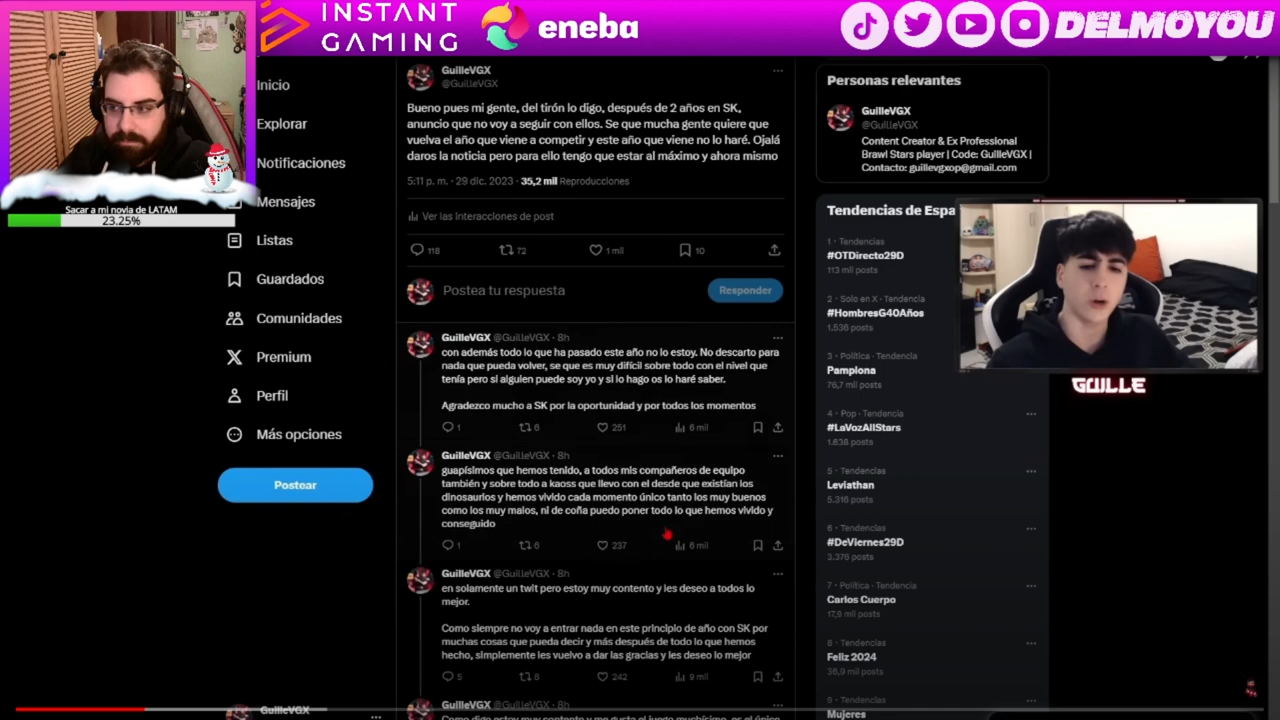 INSTANT
GAMING
eneba
DELMOYOU
Sacar a mi novia de LATAM
23.25%
Inicio
Explorar
Notificaciones
Mensajes
Listas
Guardados
Comunidades
Premium
Perfil
Más opciones
Postear
GuilleVGX
@GuilleVGX
Bueno pues mi gente, del tirón lo digo, después de 2 años en SK,
anuncio que no voy a seguir con ellos. Se que mucha gente quiere que
vuelva el año que viene a competir y este año que viene no lo haré. Ojalá
daros la noticia pero para ello tengo que estar al máximo y ahora mismo
5:11 p. m. · 29 dic. 2023 · 35,2 mil Reproducciones
Ver las interacciones de post
118 72 1 mil 10
Postea tu respuesta
Responder
GuilleVGX @GuilleVGX · 8h
con además todo lo que ha pasado este año no lo estoy. No descarto para
nada que pueda volver, se que es muy difícil sobre todo con el nivel que
tenía pero si alguien puede soy yo y si lo hago os lo haré saber.
Agradezco mucho a SK por la oportunidad y por todos los momentos
1 6 251 6 mil
GuilleVGX @GuilleVGX · 8h
guapísimos que hemos tenido, a todos mis compañeros de equipo
también y sobre todo a kaoss que llevo con el desde que existían los
dinosaurios y hemos vivido cada momento único tanto los muy buenos
como los muy malos, ni de coña puedo poner todo lo que hemos vivido y
conseguido
1 6 237 6 mil
GuilleVGX @GuilleVGX · 8h
en solamente un twit pero estoy muy contento y les deseo a todos lo
mejor.
Como siempre no voy a entrar nada en este principio de año con SK por
muchas cosas que pueda decir y más después de todo lo que hemos
hecho, simplemente les vuelvo a dar las gracias y les deseo lo mejor
5 8 242 9 mil
GuilleVGX @GuilleVGX · 8h
GuilleVGX
Personas relevantes
GuilleVGX
@GuilleVGX
Content Creator & Ex Professional
Brawl Stars player | Code: GuilleVGX |
Contacto: guillevgxop@gmail.com
Tendencias de Espa
1 · Tendencias
#OTDirecto29D
113 mil posts
2 · Solo en X · Tendencia
#HombresG40Años
1.536 posts
3 · Política · Tendencia
Pamplona
76,7 mil posts
4 · Pop · Tendencia
#LaVozAllStars
1.638 posts
5 · Tendencias
Leviathan
5.316 posts
6 · Tendencias
#DeViernes29D
3.376 posts
7 · Política · Tendencia
Carlos Cuerpo
17,9 mil posts
8 · Tendencias
Feliz 2024
36,9 mil posts
9 · Tendencias
Mujeres
GUILLE